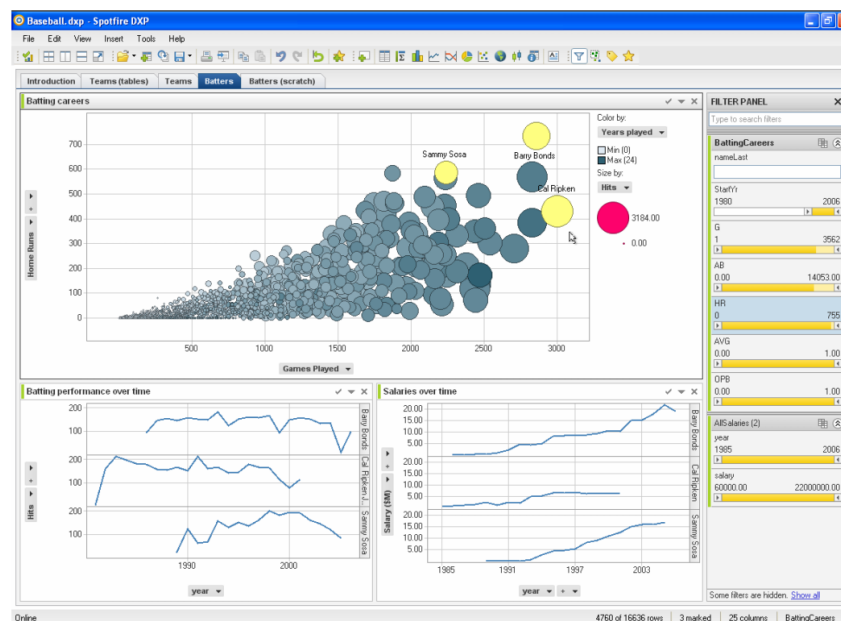 Baseball.dxp - Spotfire DXP
File Edit View Insert Tools Help
Introduction Teams (tables) Teams Batters Batters (scratch)
Batting careers
700
600
500
400
300
200
100
0
Home Runs
500 1000 1500 2000 2500 3000
Games Played
Sammy Sosa
Barry Bonds
Cal Ripken
Color by:
Years played
Min (0)
Max (24)
Size by:
Hits
3184.00
0.00
Batting performance over time
200
100
200
100
200
100
Hits
Barry Bonds
Cal Ripken J...
Sammy Sosa
1990 2000
year
Salaries over time
20.00
15.00
10.00
5.00
20.00
15.00
10.00
5.00
20.00
15.00
10.00
5.00
Salary ($M)
Barry Bonds
Cal Ripken
Sammy Sosa
1985 1991 1997 2003
year +
FILTER PANEL
Type to search filters
BattingCareers
nameLast
StartYr
1980 2006
G
1 3562
AB
0.00 14053.00
HR
0 755
AVG
0.00 1.00
OPB
0.00 1.00
AllSalaries (2)
year
1985 2006
salary
60000.00 22000000.00
Some filters are hidden. Show all
Online 4760 of 16636 rows 3 marked 25 columns BattingCareers